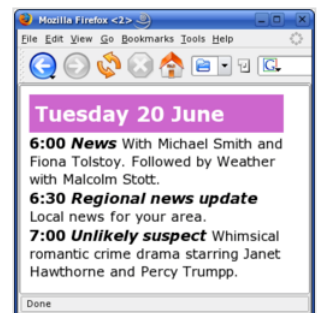 Mozilla Firefox <2>
File Edit View Go Bookmarks Tools Help
G
Tuesday 20 June
6:00 News With Michael Smith and
Fiona Tolstoy. Followed by Weather
with Malcolm Stott.
6:30 Regional news update
Local news for your area.
7:00 Unlikely suspect Whimsical
romantic crime drama starring Janet
Hawthorne and Percy Trumpp.
Done